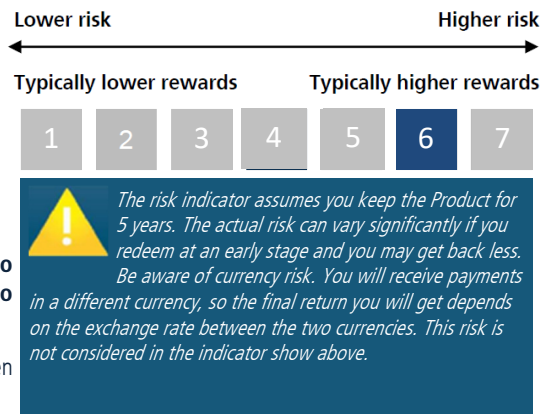 Lower risk Higher risk
Typically lower rewards Typically higher rewards
1 2 3 4 5 6 7
The risk indicator assumes you keep the Product for
5 years. The actual risk can vary significantly if you
redeem at an early stage and you may get back less.
Be aware of currency risk. You will receive payments
in a different currency, so the final return you will get depends
on the exchange rate between the two currencies. This risk is
not considered in the indicator show above.
o
o
en